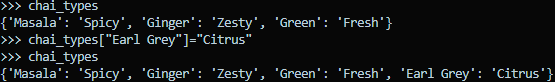 >>> chai_types
{'Masala': 'Spicy', 'Ginger': 'Zesty', 'Green': 'Fresh'}
>>> chai_types["Earl Grey"]="Citrus"
>>> chai_types
{'Masala': 'Spicy', 'Ginger': 'Zesty', 'Green': 'Fresh', 'Earl Grey': 'Citrus'}